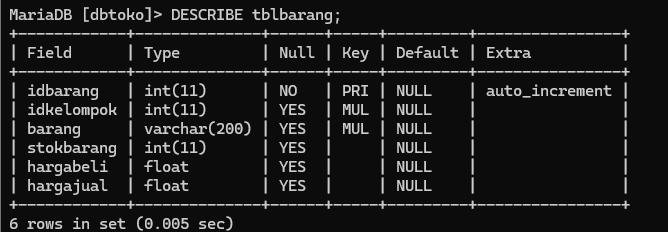 MariaDB [dbtoko]> DESCRIBE tblbarang;
+------------+--------------+------+-----+---------+----------------+
| Field      | Type         | Null | Key | Default | Extra          |
+------------+--------------+------+-----+---------+----------------+
| idbarang   | int(11)      | NO   | PRI | NULL    | auto_increment |
| idkelompok | int(11)      | YES  | MUL | NULL    |                |
| barang     | varchar(200) | YES  | MUL | NULL    |                |
| stokbarang | int(11)      | YES  |     | NULL    |                |
| hargabeli  | float        | YES  |     | NULL    |                |
| hargajual  | float        | YES  |     | NULL    |                |
+------------+--------------+------+-----+---------+----------------+
6 rows in set (0.005 sec)